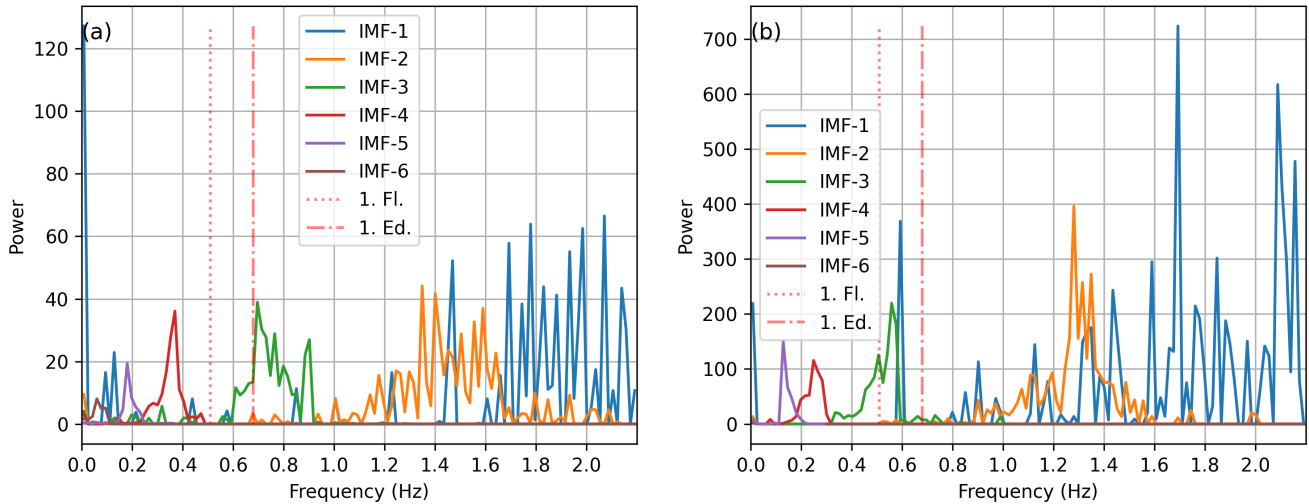 (a)
Power
120
100
80
60
40
20
0
0.0 0.2 0.4 0.6 0.8 1.0 1.2 1.4 1.6 1.8 2.0
Frequency (Hz)
IMF-1
IMF-2
IMF-3
IMF-4
IMF-5
IMF-6
1. Fl.
1. Ed.
(b)
Power
700
600
500
400
300
200
100
0
0.0 0.2 0.4 0.6 0.8 1.0 1.2 1.4 1.6 1.8 2.0
Frequency (Hz)
IMF-1
IMF-2
IMF-3
IMF-4
IMF-5
IMF-6
1. Fl.
1. Ed.